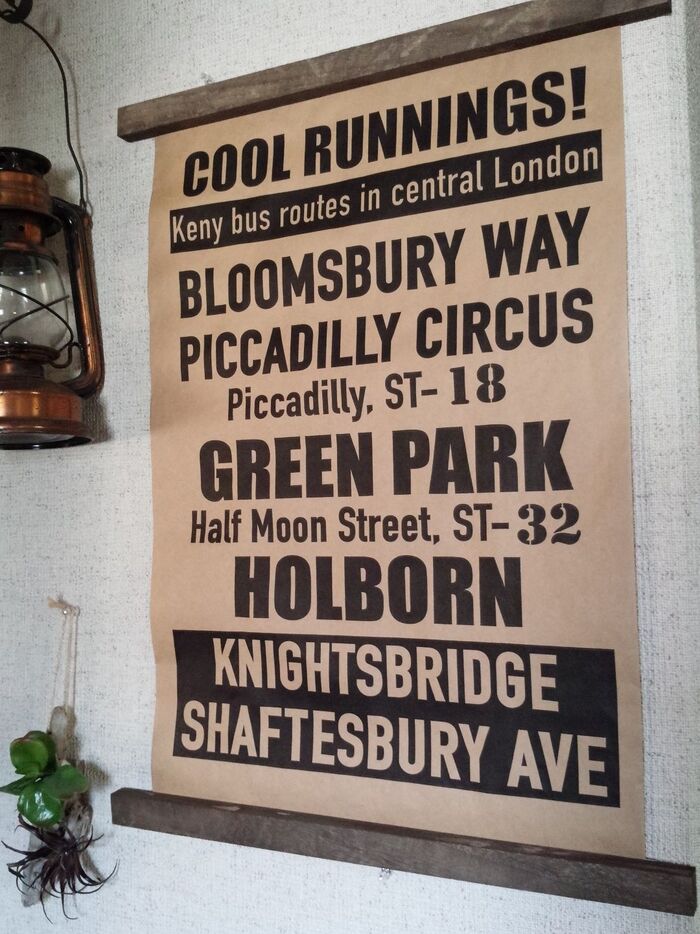 COOL RUNNINGS!
Keny bus routes in central London
BLOOMSBURY WAY
PICCADILLY CIRCUS
Piccadilly, ST-18
GREEN PARK
Half Moon Street, ST-32
HOLBORN
KNIGHTSBRIDGE
SHAFTESBURY AVE